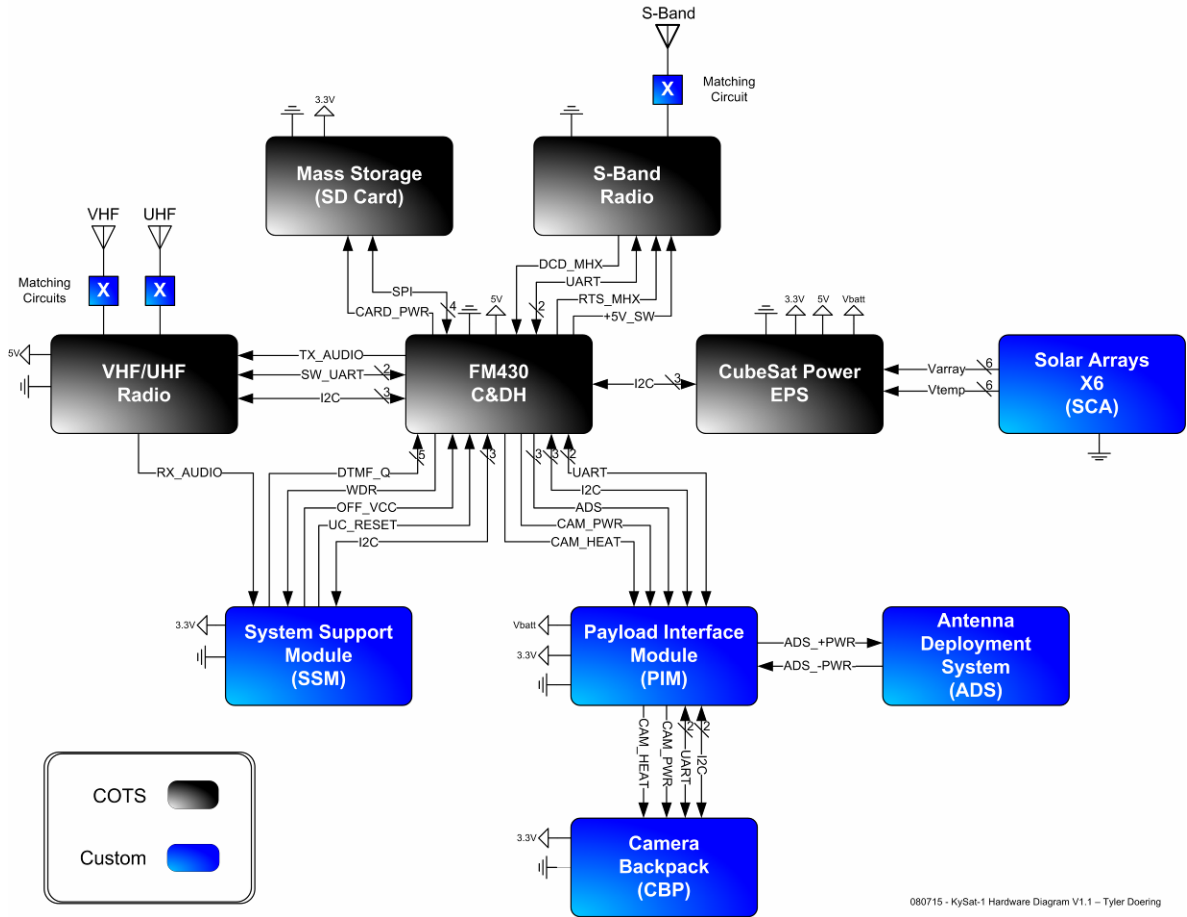 S-Band
X
Matching
Circuit
3.3V
Mass Storage
(SD Card)
S-Band
Radio
VHF
UHF
Matching
Circuits
X
X
DCD_MHX
SPI
UART
4
2
RTS_MHX
CARD_PWR
5V
+5V_SW
3.3V
5V
Vbatt
5V
VHF/UHF
Radio
TX_AUDIO
SW_UART
2
I2C
3
FM430
C&DH
I2C
3
CubeSat Power
EPS
Varray
6
Vtemp
6
Solar Arrays
X6
(SCA)
RX_AUDIO
DTMF_Q
5
WDR
OFF_VCC
UC_RESET
I2C
3
3
3
2
UART
I2C
ADS
CAM_PWR
CAM_HEAT
3.3V
System Support
Module
(SSM)
Vbatt
3.3V
Payload Interface
Module
(PIM)
ADS_+PWR
ADS_-PWR
Antenna
Deployment
System
(ADS)
CAM_HEAT
CAM_PWR
UART
2
I2C
2
COTS
Custom
3.3V
Camera
Backpack
(CBP)
080715 - KySat-1 Hardware Diagram V1.1 – Tyler Doering